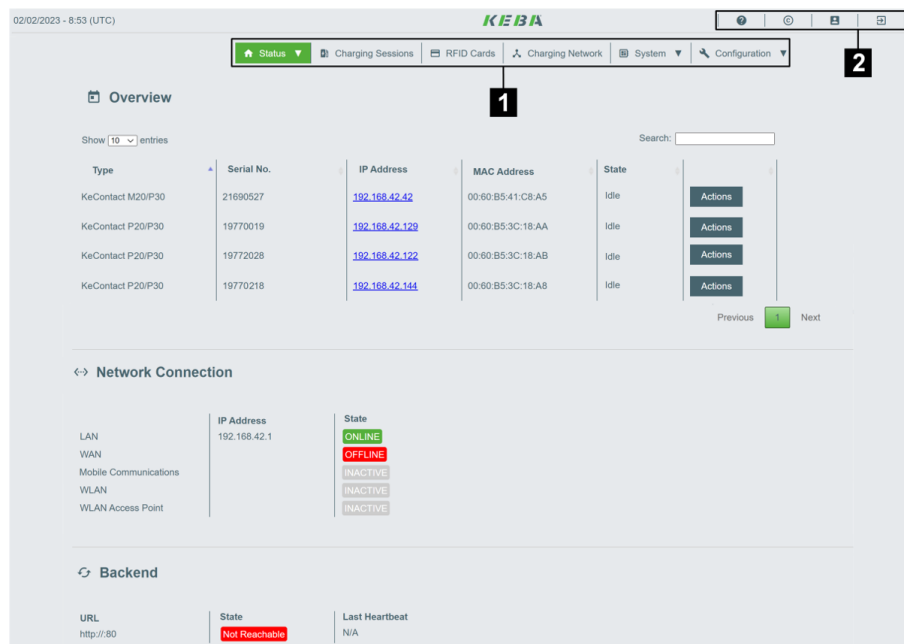 02/02/2023 - 8:53 (UTC) KEBA
2
Status ▼ Charging Sessions RFID Cards Charging Network System ▼ Configuration ▼
1
Overview
Show 10 entries Search:
Type Serial No. IP Address MAC Address State
KeContact M20/P30 21690527 192.168.42.42 00:60:B5:41:C8:A5 Idle Actions
KeContact P20/P30 19770019 192.168.42.129 00:60:B5:3C:18:AA Idle Actions
KeContact P20/P30 19772028 192.168.42.122 00:60:B5:3C:18:AB Idle Actions
KeContact P20/P30 19770218 192.168.42.144 00:60:B5:3C:18:A8 Idle Actions
Previous 1 Next
Network Connection
IP Address State
LAN 192.168.42.1 ONLINE
WAN OFFLINE
Mobile Communications INACTIVE
WLAN INACTIVE
WLAN Access Point INACTIVE
Backend
URL State Last Heartbeat
http://:80 Not Reachable N/A